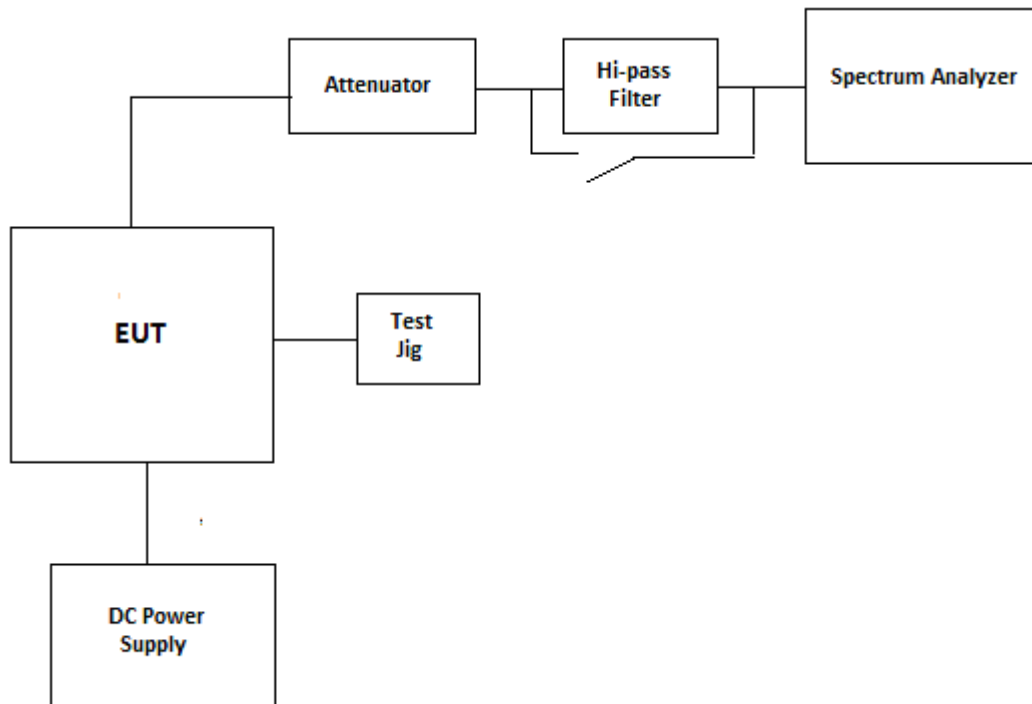 Attenuator
Hi-pass
Filter
Spectrum Analyzer
EUT
Test
Jig
DC Power
Supply